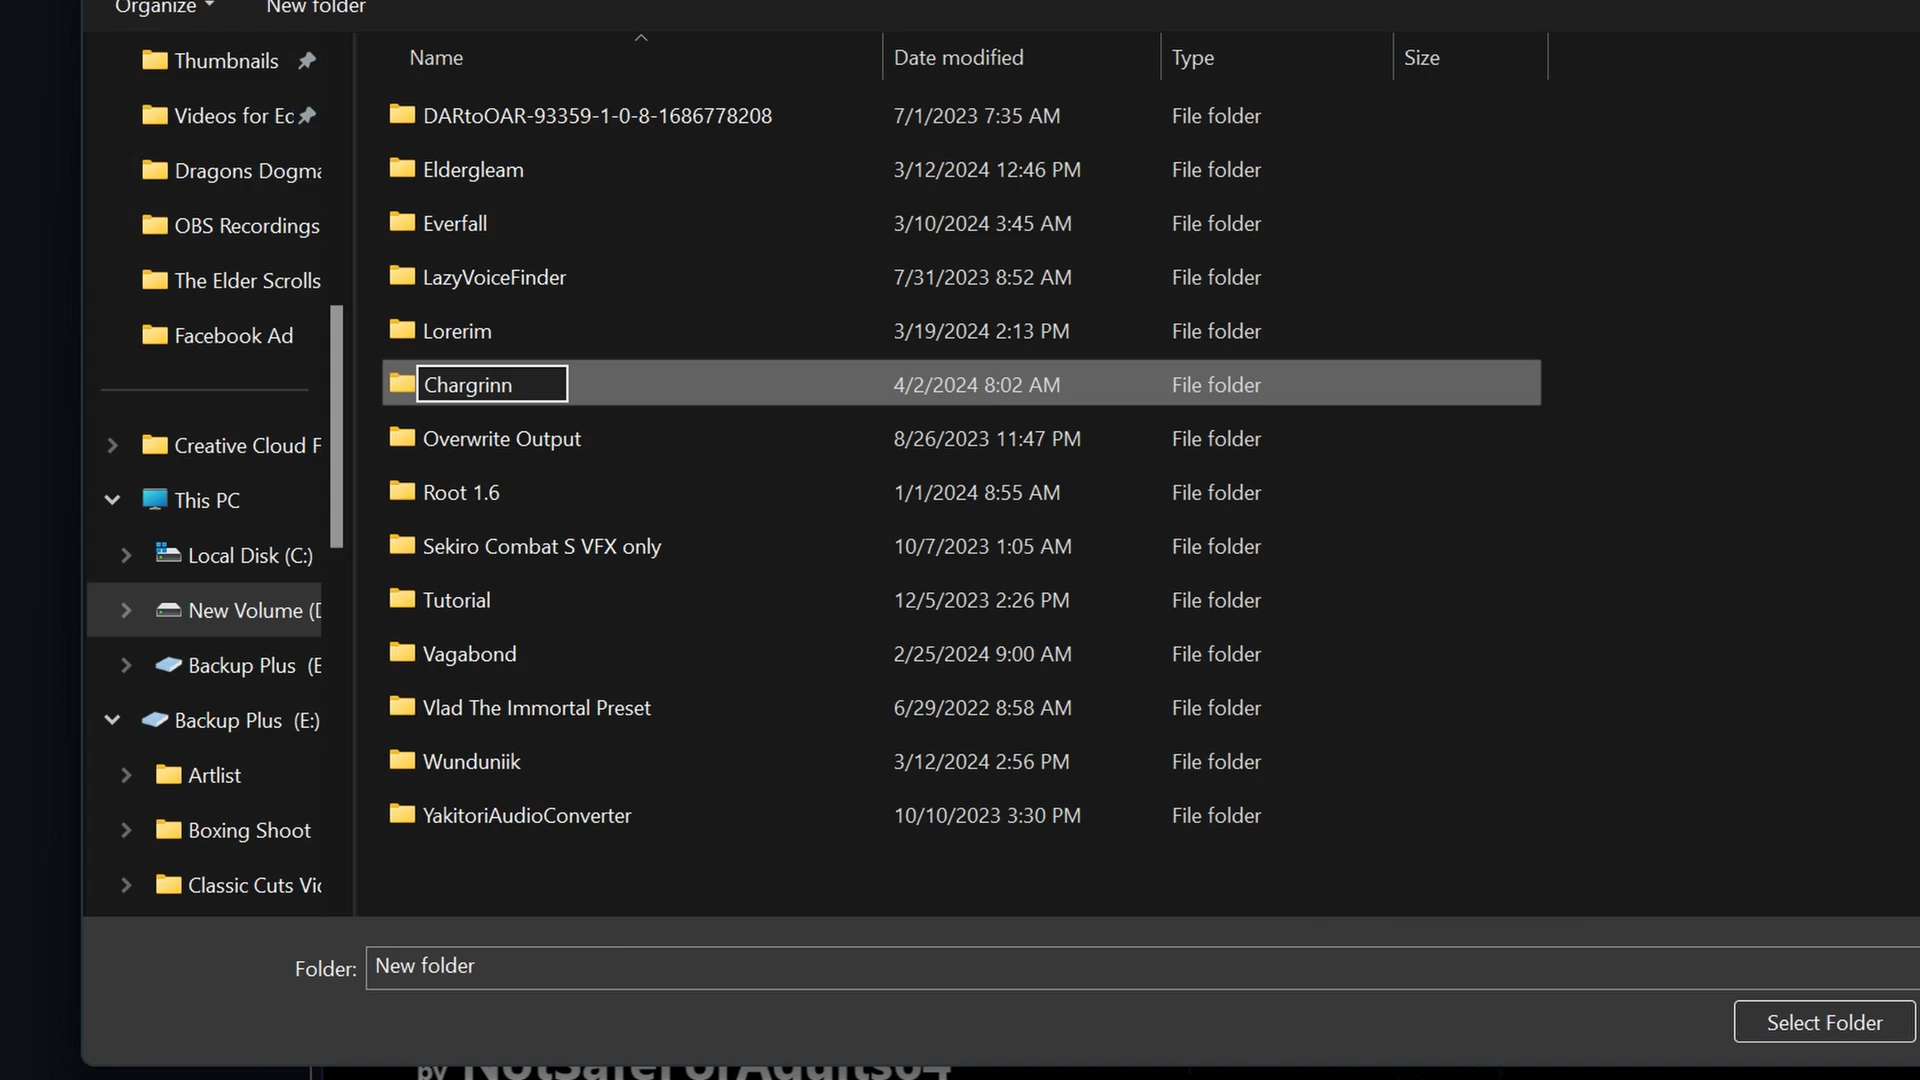 Organize New folder
Thumbnails
Videos for Ec
Dragons Dogma
OBS Recordings
The Elder Scrolls
Facebook Ad
Creative Cloud F
This PC
Local Disk (C:)
New Volume (D
Backup Plus (E
Backup Plus (E:)
Artlist
Boxing Shoot
Classic Cuts Vic
Name Date modified Type Size
DARtoOAR-93359-1-0-8-1686778208 7/1/2023 7:35 AM File folder
Eldergleam 3/12/2024 12:46 PM File folder
Everfall 3/10/2024 3:45 AM File folder
LazyVoiceFinder 7/31/2023 8:52 AM File folder
Lorerim 3/19/2024 2:13 PM File folder
Chargrinn 4/2/2024 8:02 AM File folder
Overwrite Output 8/26/2023 11:47 PM File folder
Root 1.6 1/1/2024 8:55 AM File folder
Sekiro Combat S VFX only 10/7/2023 1:05 AM File folder
Tutorial 12/5/2023 2:26 PM File folder
Vagabond 2/25/2024 9:00 AM File folder
Vlad The Immortal Preset 6/29/2022 8:58 AM File folder
Wunduniik 3/12/2024 2:56 PM File folder
YakitoriAudioConverter 10/10/2023 3:30 PM File folder
Folder: New folder
Select Folder
by NotSafeForAdults64